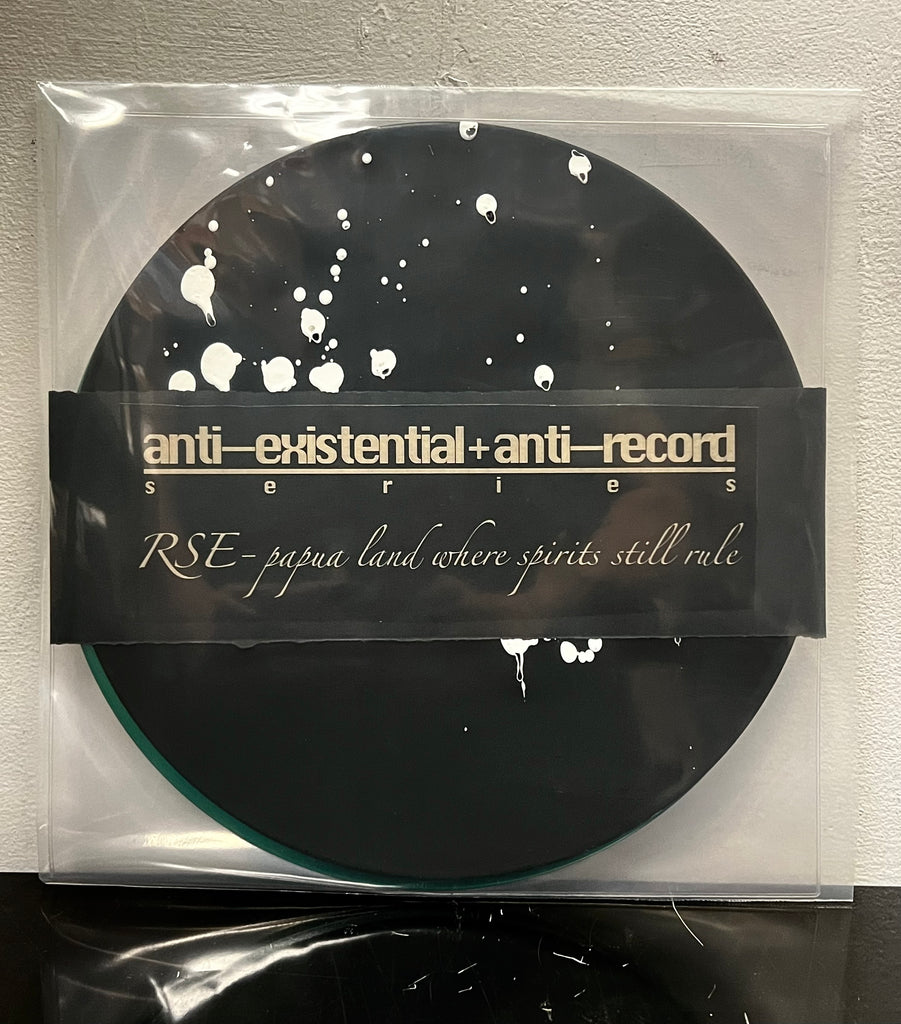 anti-existential+anti-record
series
RSE - papua land where spirits still rule